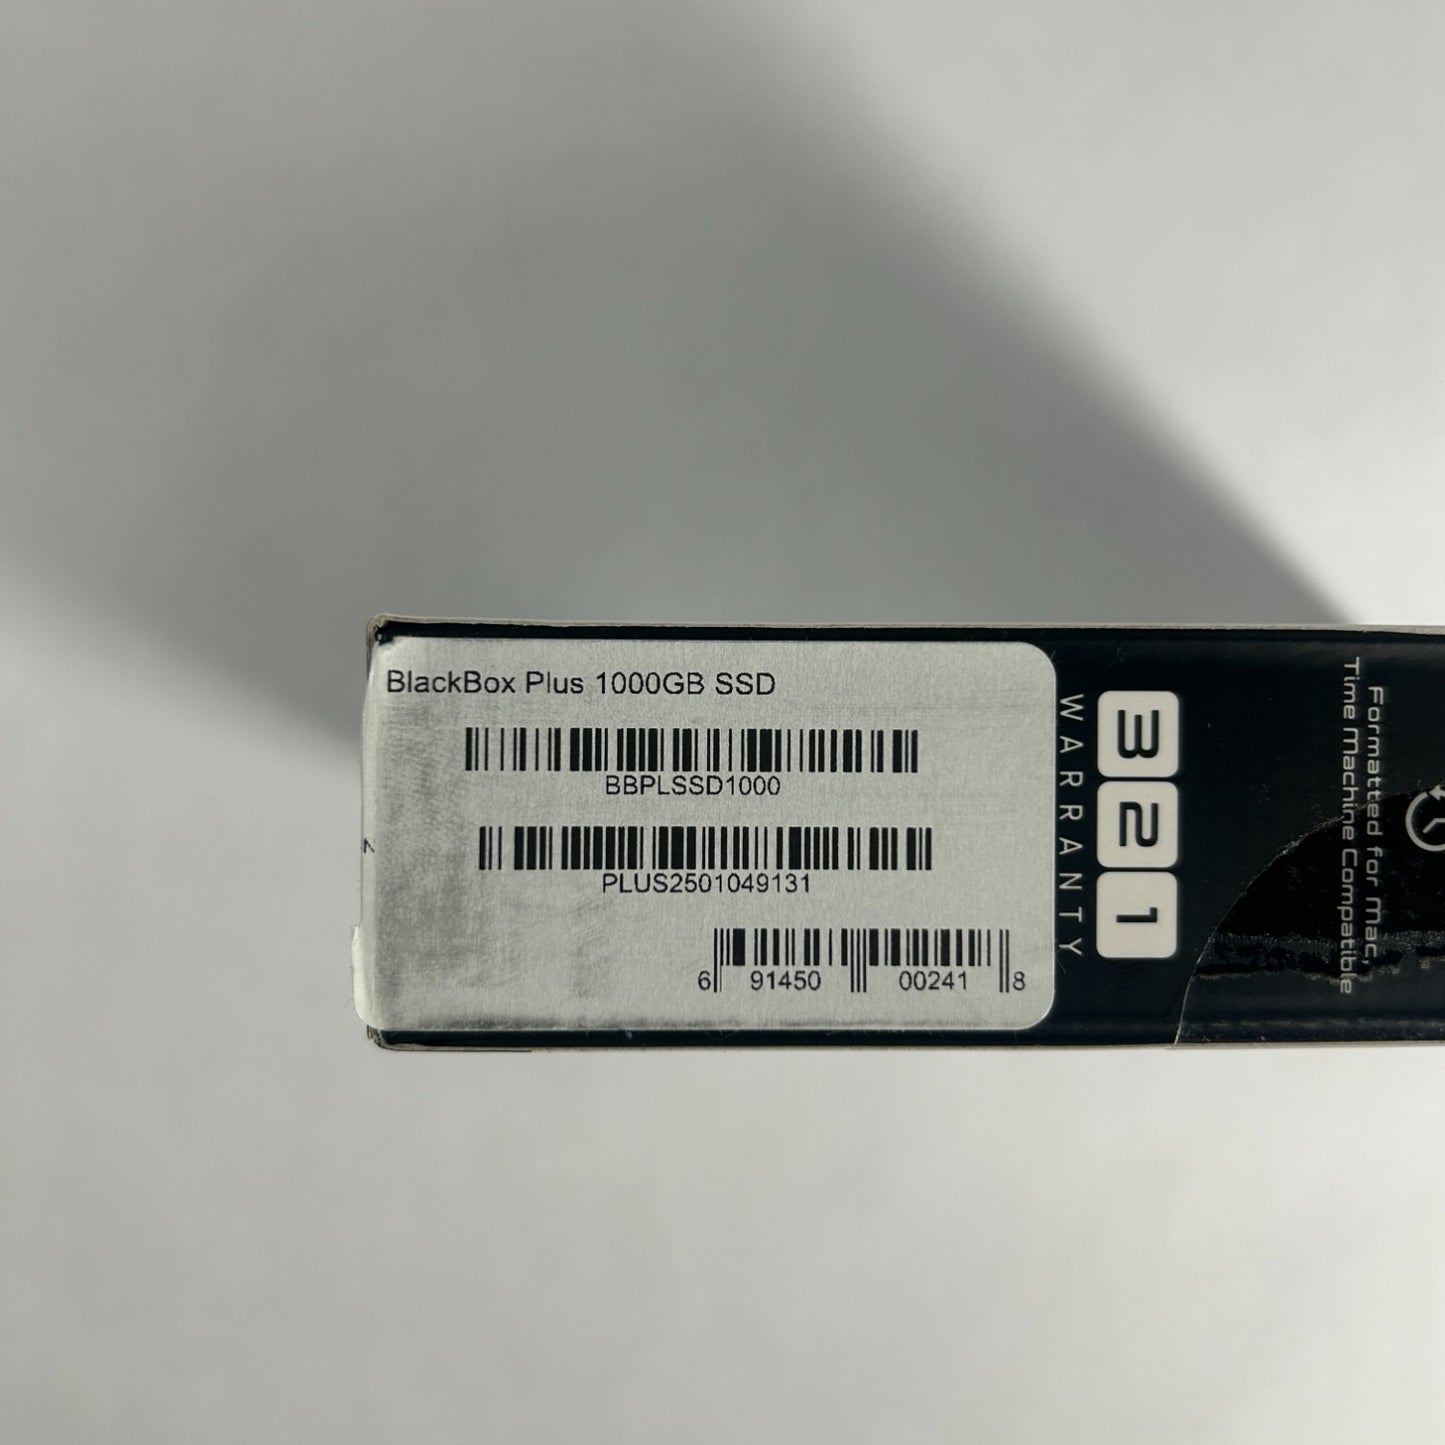 BlackBox Plus 1000GB SSD
BBPLSSD1000
PLUS2501049131
6 91450 00241 8
WARRANTY
3 2 1
Formatted for Mac,
Time Machine Compatible